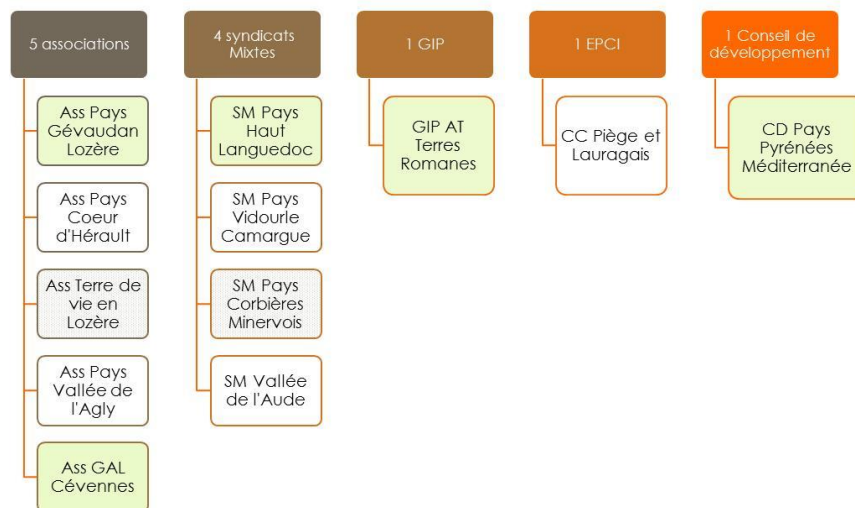 5 associations
Ass Pays
Gévaudan
Lozère
Ass Pays
Coeur
d'Hérault
Ass Terre de
vie en
Lozère
Ass Pays
Vallée de
l'Agly
Ass GAL
Cévennes
4 syndicats
Mixtes
SM Pays
Haut
Languedoc
SM Pays
Vidourle
Camargue
SM Pays
Corbières
Minervois
SM Vallée
de l'Aude
1 GIP
GIP AT
Terres
Romanes
1 EPCI
CC Piège et
Lauragais
1 Conseil de
développement
CD Pays
Pyrénées
Méditerranée